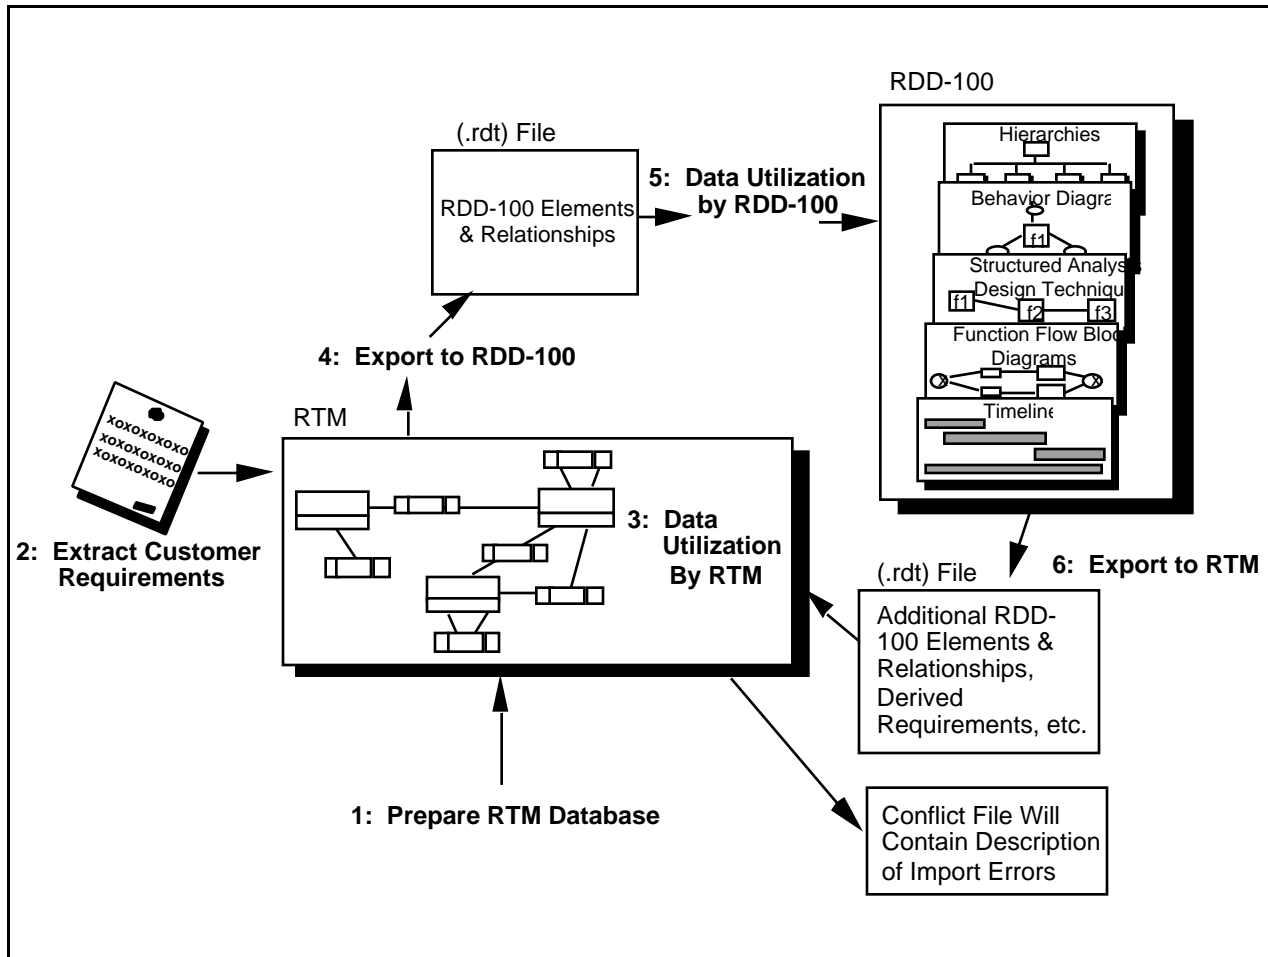 RDD-100
Hierarchies
Behavior Diagra
f1
Structured Analys
Design Techniqu
f1
f2
f3
Function Flow Bloc
Diagrams
X
X
Timeline
(.rdt) File
RDD-100 Elements
& Relationships
5: Data Utilization
by RDD-100
4: Export to RDD-100
RTM
xoxoxoxoxo
xoxoxoxoxo
xoxoxoxoxo
2: Extract Customer
Requirements
3: Data
Utilization
By RTM
6: Export to RTM
(.rdt) File
Additional RDD-
100 Elements &
Relationships,
Derived
Requirements, etc.
1: Prepare RTM Database
Conflict File Will
Contain Description
of Import Errors